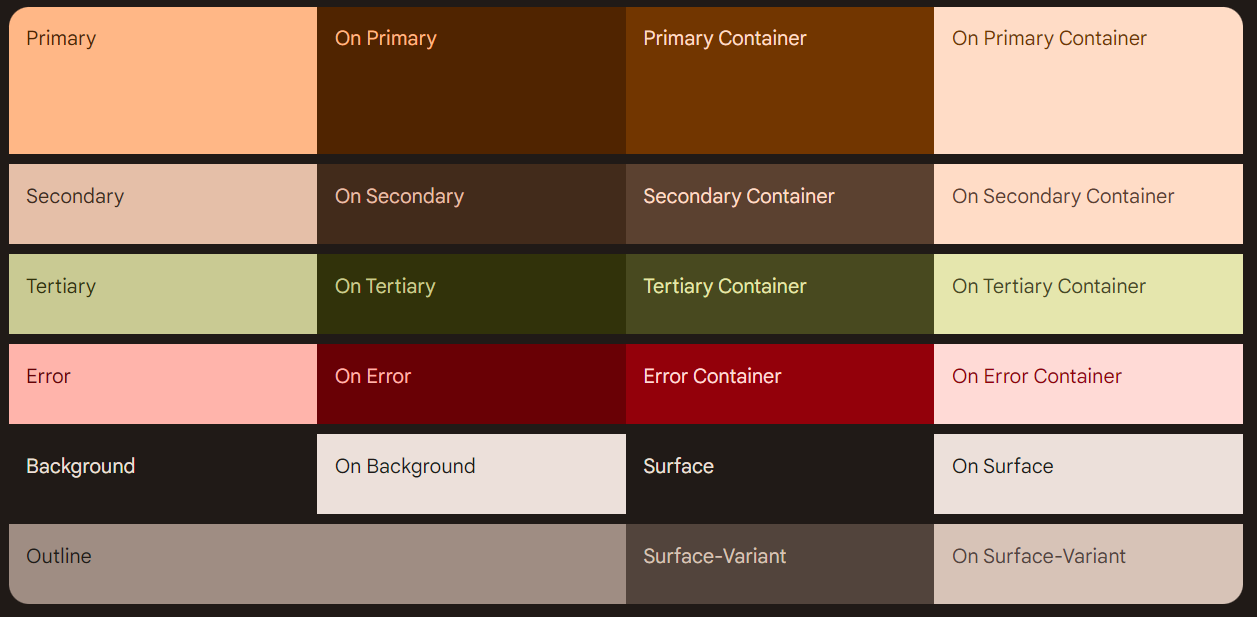 Primary
On Primary
Primary Container
On Primary Container
Secondary
On Secondary
Secondary Container
On Secondary Container
Tertiary
On Tertiary
Tertiary Container
On Tertiary Container
Error
On Error
Error Container
On Error Container
Background
On Background
Surface
On Surface
Outline
Surface-Variant
On Surface-Variant